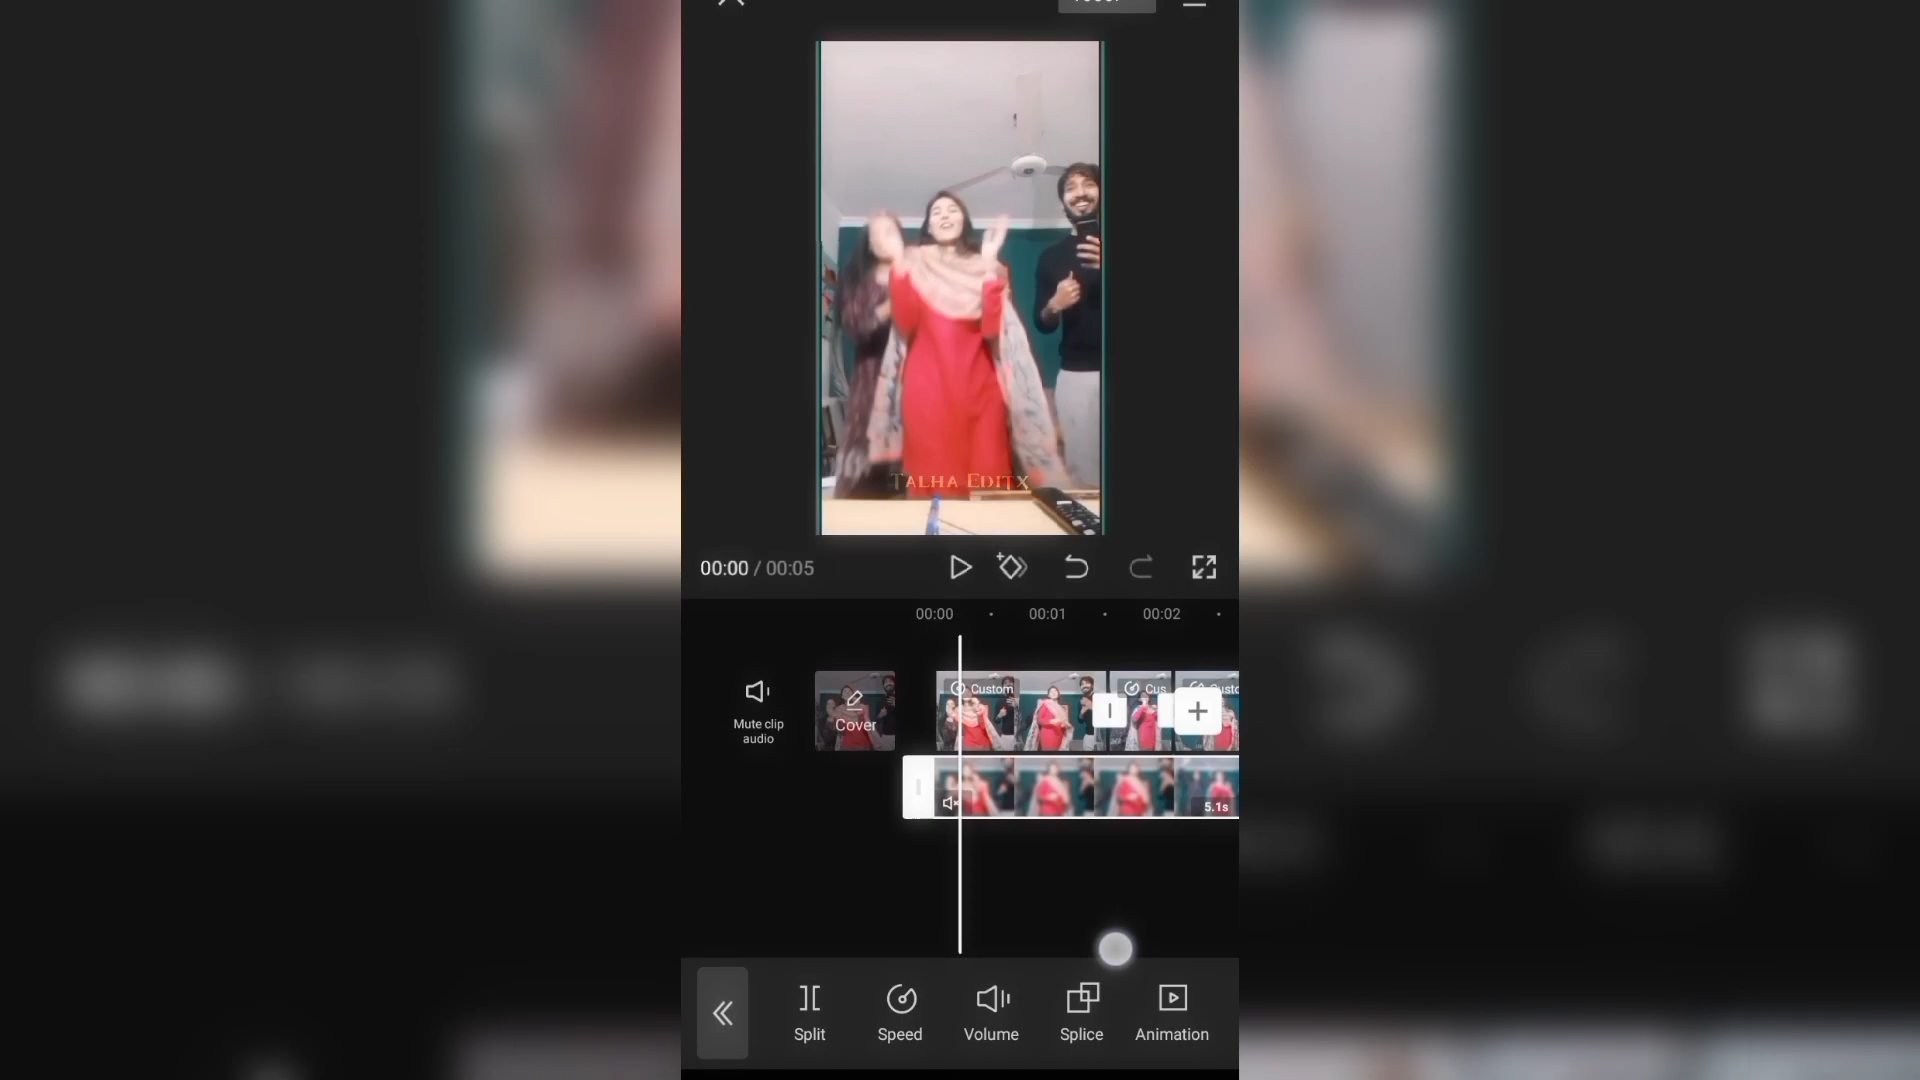 TALHA EDITX
00:00 / 00:05
00:00 00:01 00:02
Custom
Cus
Mute clip
audio
Cover
5.1s
Split
Speed
Volume
Splice
Animation